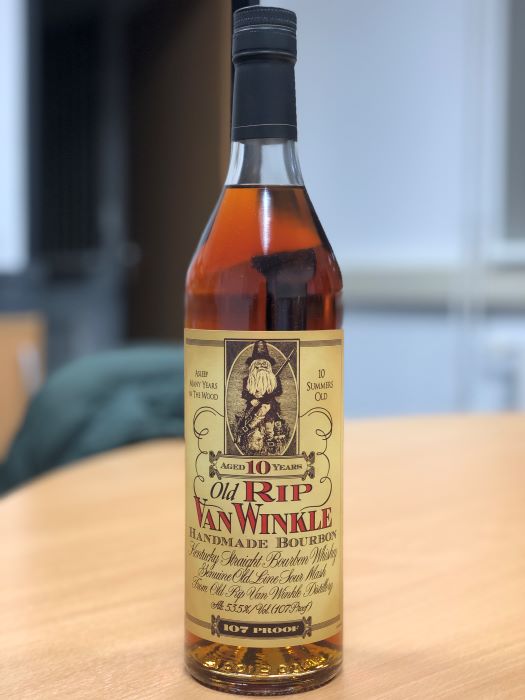 ASLEEP
MANY YEARS
IN THE WOOD
10
SUMMERS
OLD
AGED 10 YEARS
Old RIP
VAN WINKLE
HANDMADE BOURBON
Kentucky Straight Bourbon Whiskey
Genuine Old Line Sour Mash
From Old Rip Van Winkle Distillery
Alc. 53.5% / Vol. (107 Proof)
107 PROOF